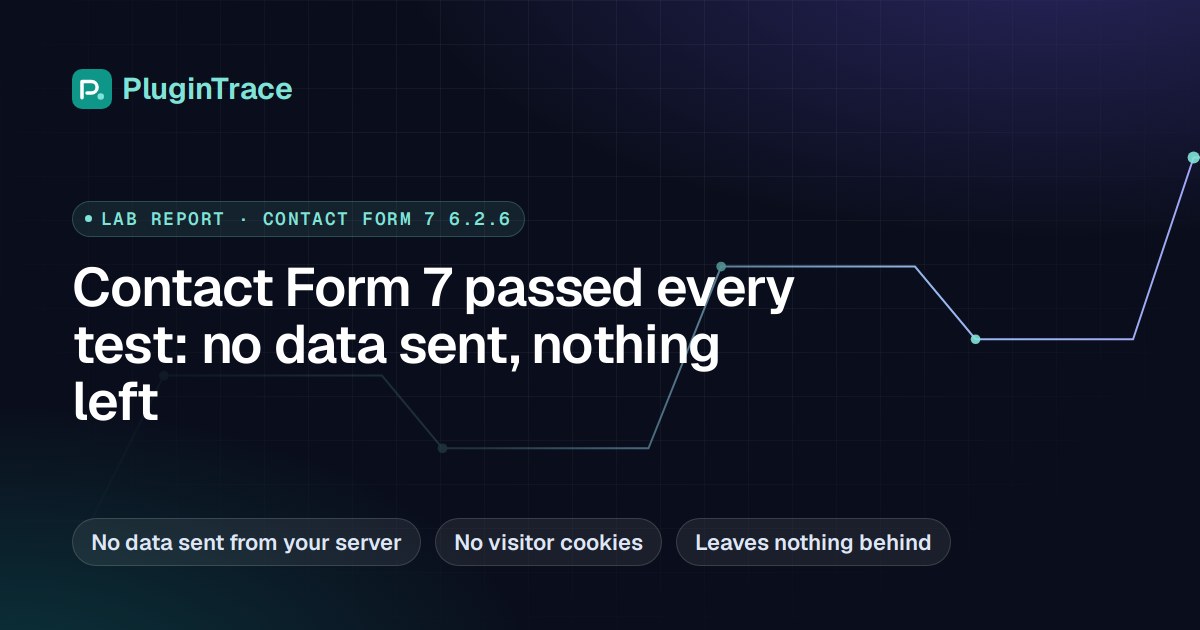 PluginTrace
LAB REPORT · CONTACT FORM 7 6.2.6
Contact Form 7 passed every
test: no data sent, nothing
left
No data sent from your server
No visitor cookies
Leaves nothing behind